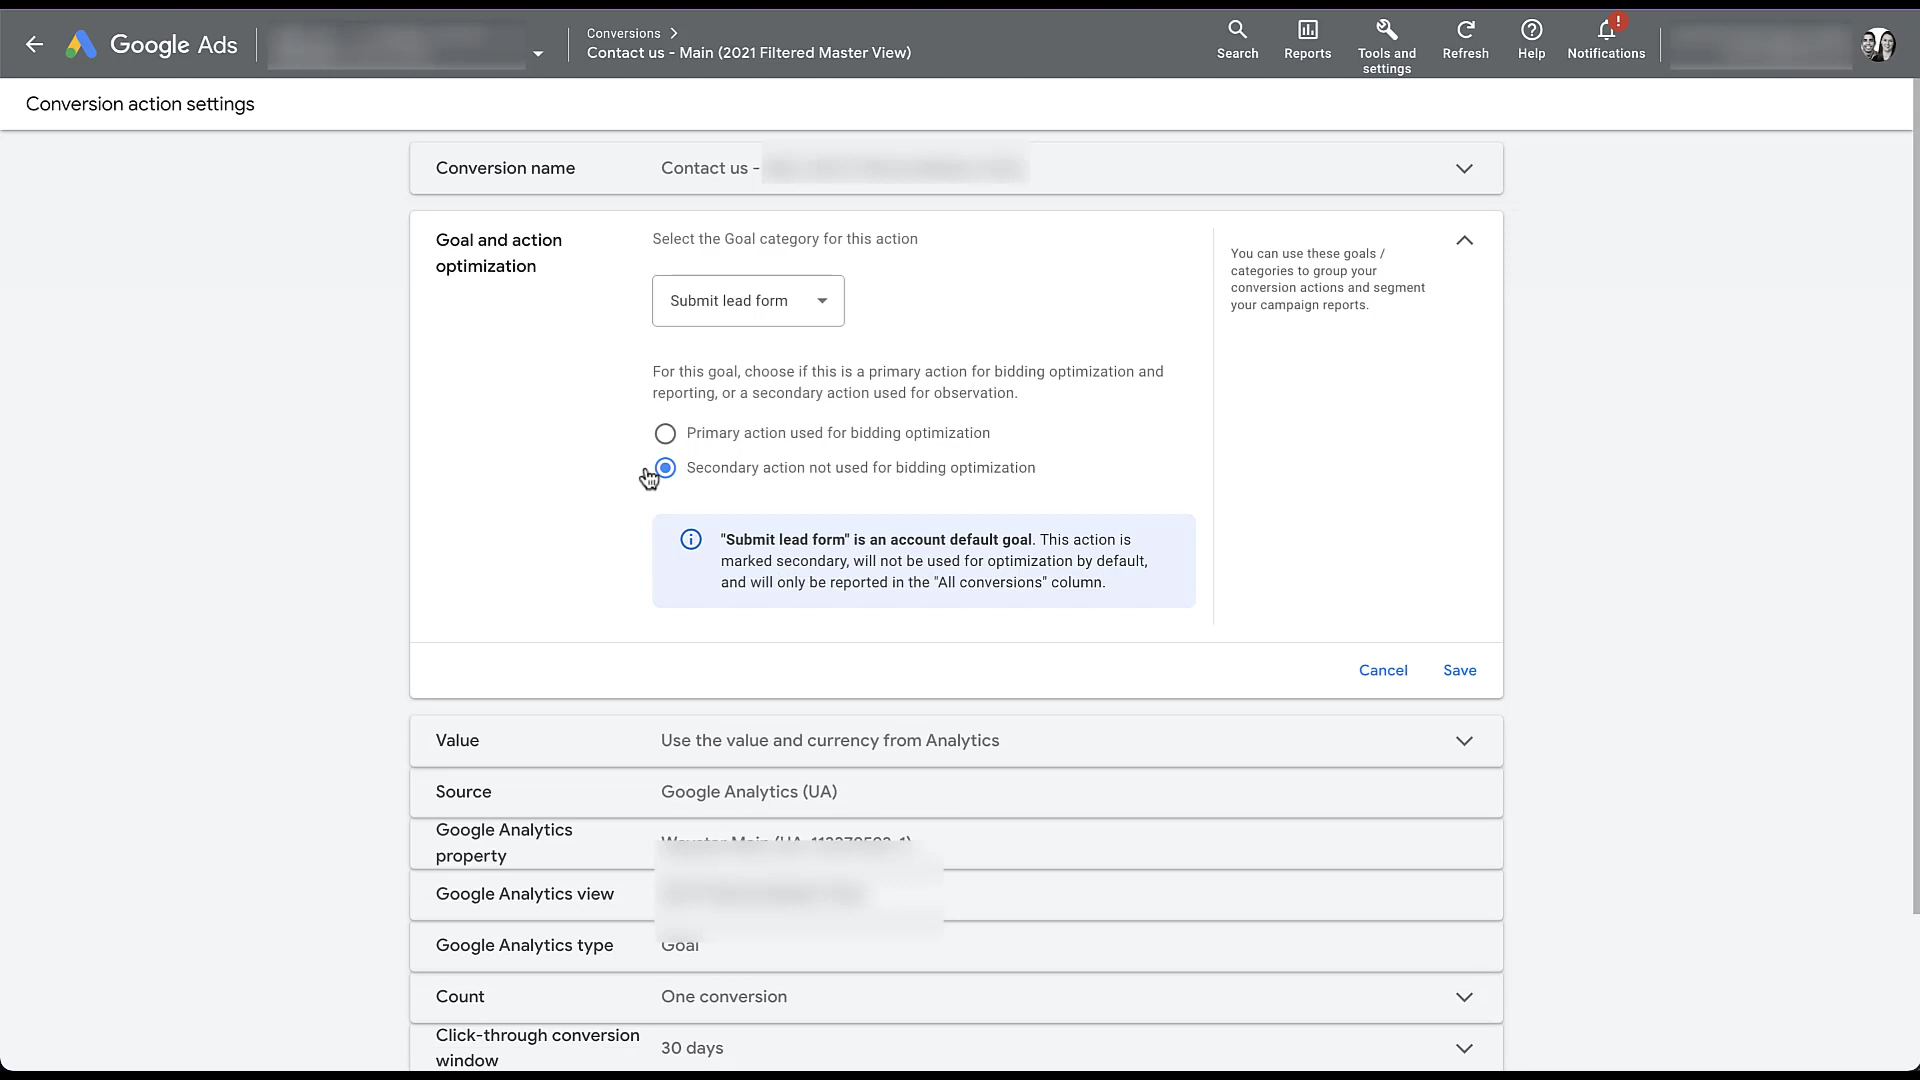 Google Ads
Conversions
Contact us - Main (2021 Filtered Master View)
Search
Reports
Tools and
settings
Refresh
Help
!
Notifications
Conversion action settings
Conversion name
Contact us -
Goal and action
optimization
Select the Goal category for this action
Submit lead form
For this goal, choose if this is a primary action for bidding optimization and
reporting, or a secondary action used for observation.
Primary action used for bidding optimization
Secondary action not used for bidding optimization
"Submit lead form" is an account default goal. This action is
marked secondary, will not be used for optimization by default,
and will only be reported in the "All conversions" column.
You can use these goals /
categories to group your
conversion actions and segment
your campaign reports.
Cancel
Save
Value
Use the value and currency from Analytics
Source
Google Analytics (UA)
Google Analytics
property
Google Analytics view
Google Analytics type
Goal
Count
One conversion
Click-through conversion
window
30 days